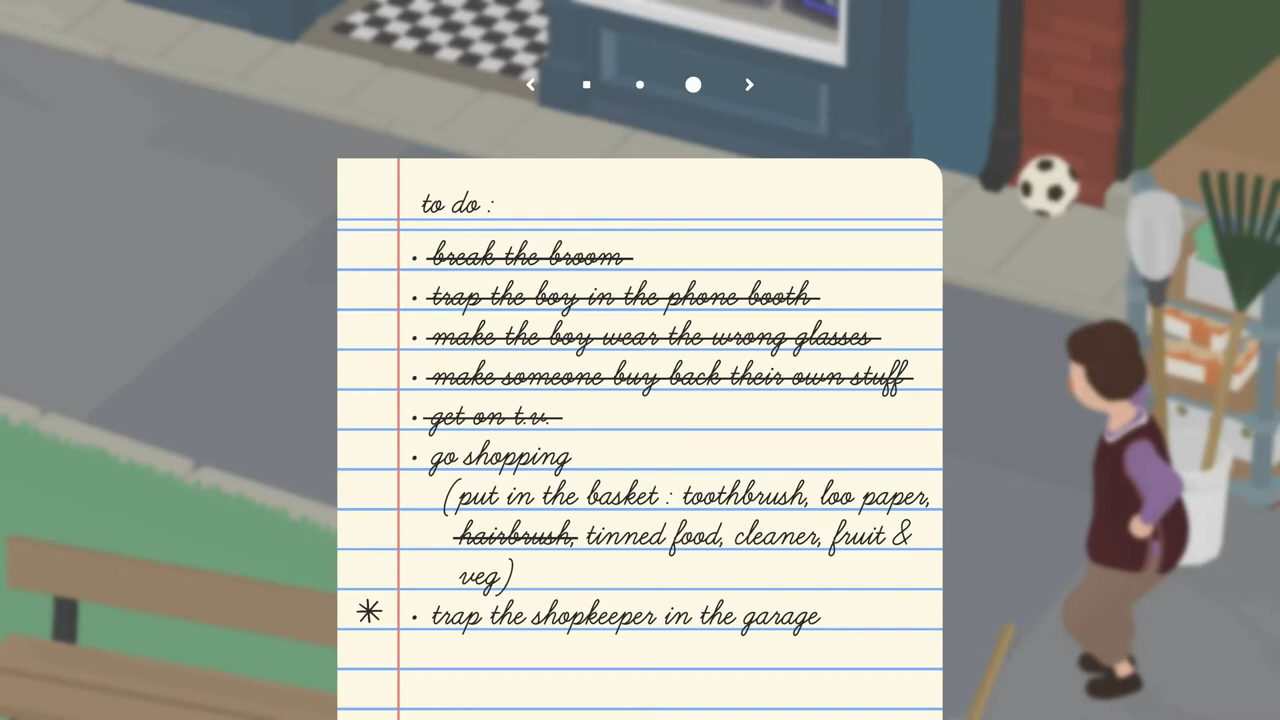 to do :
• break the broom
• trap the boy in the phone booth
• make the boy wear the wrong glasses
• make someone buy back their own stuff
• get on t.v.
• go shopping
(put in the basket : toothbrush, loo paper,
hairbrush, tinned food, cleaner, fruit &
veg)
• trap the shopkeeper in the garage